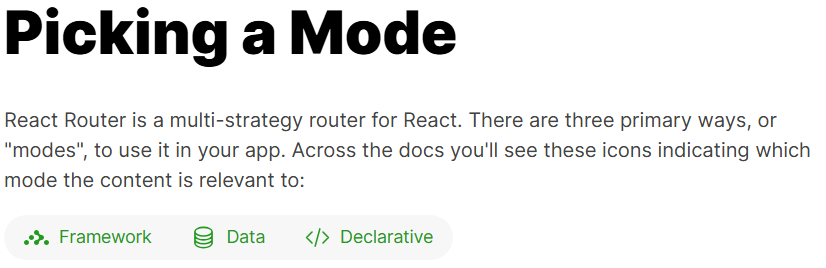 Picking a Mode
React Router is a multi-strategy router for React. There are three primary ways, or
"modes", to use it in your app. Across the docs you'll see these icons indicating which
mode the content is relevant to:
Framework Data Declarative